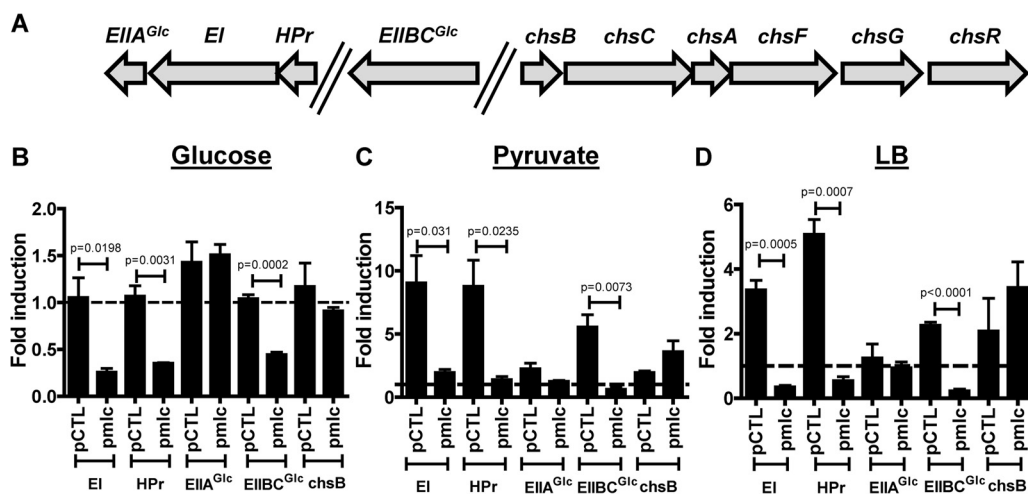 A
EIIA^Glc EI HPr EIIBC^Glc chsB chsC chsA chsF chsG chsR
B Glucose
Fold induction
2.0
1.5
1.0
0.5
0.0
p=0.0198
p=0.0031
p=0.0002
pCTL pmlc pCTL pmlc pCTL pmlc pCTL pmlc pCTL pmlc
EI HPr EIIA^Glc EIIBC^Glc chsB
C Pyruvate
Fold induction
15
10
5
0
p=0.031
p=0.0235
p=0.0073
pCTL pmlc pCTL pmlc pCTL pmlc pCTL pmlc pCTL pmlc
EI HPr EIIA^Glc EIIBC^Glc chsB
D LB
Fold induction
6
4
2
0
p=0.0005
p=0.0007
p<0.0001
pCTL pmlc pCTL pmlc pCTL pmlc pCTL pmlc pCTL pmlc
EI HPr EIIA^Glc EIIBC^Glc chsB